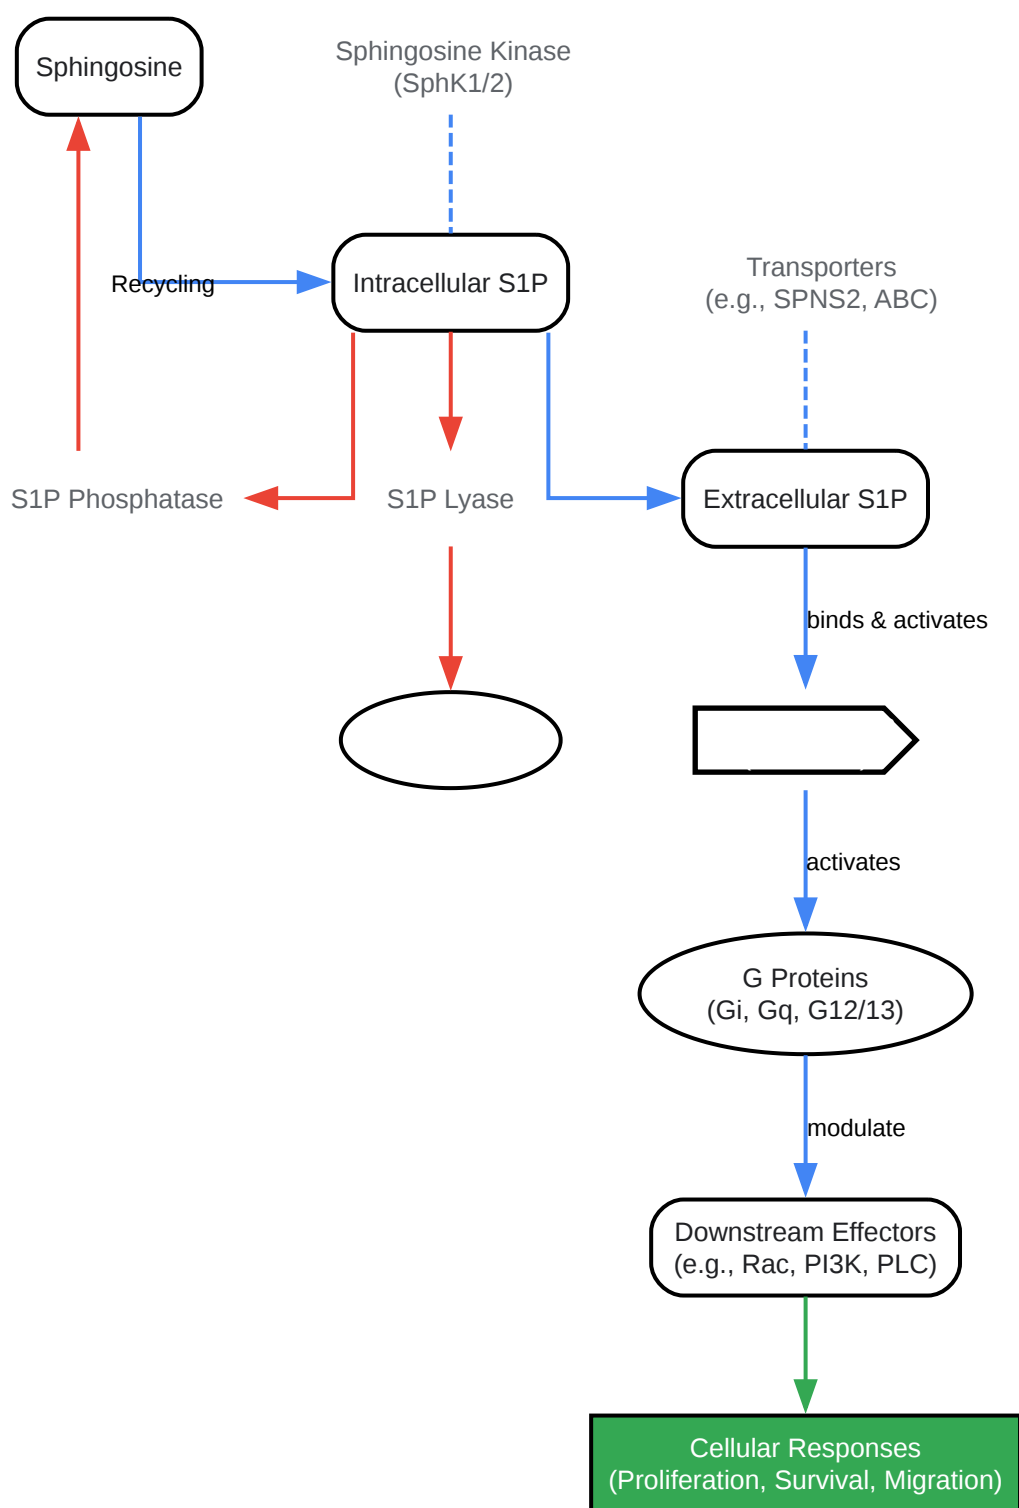 Sphingosine
Sphingosine Kinase
(SphK1/2)
Recycling
Intracellular S1P
Transporters
(e.g., SPNS2, ABC)
S1P Phosphatase
S1P Lyase
Extracellular S1P
binds & activates
activates
G Proteins
(Gi, Gq, G12/13)
modulate
Downstream Effectors
(e.g., Rac, PI3K, PLC)
Cellular Responses
(Proliferation, Survival, Migration)